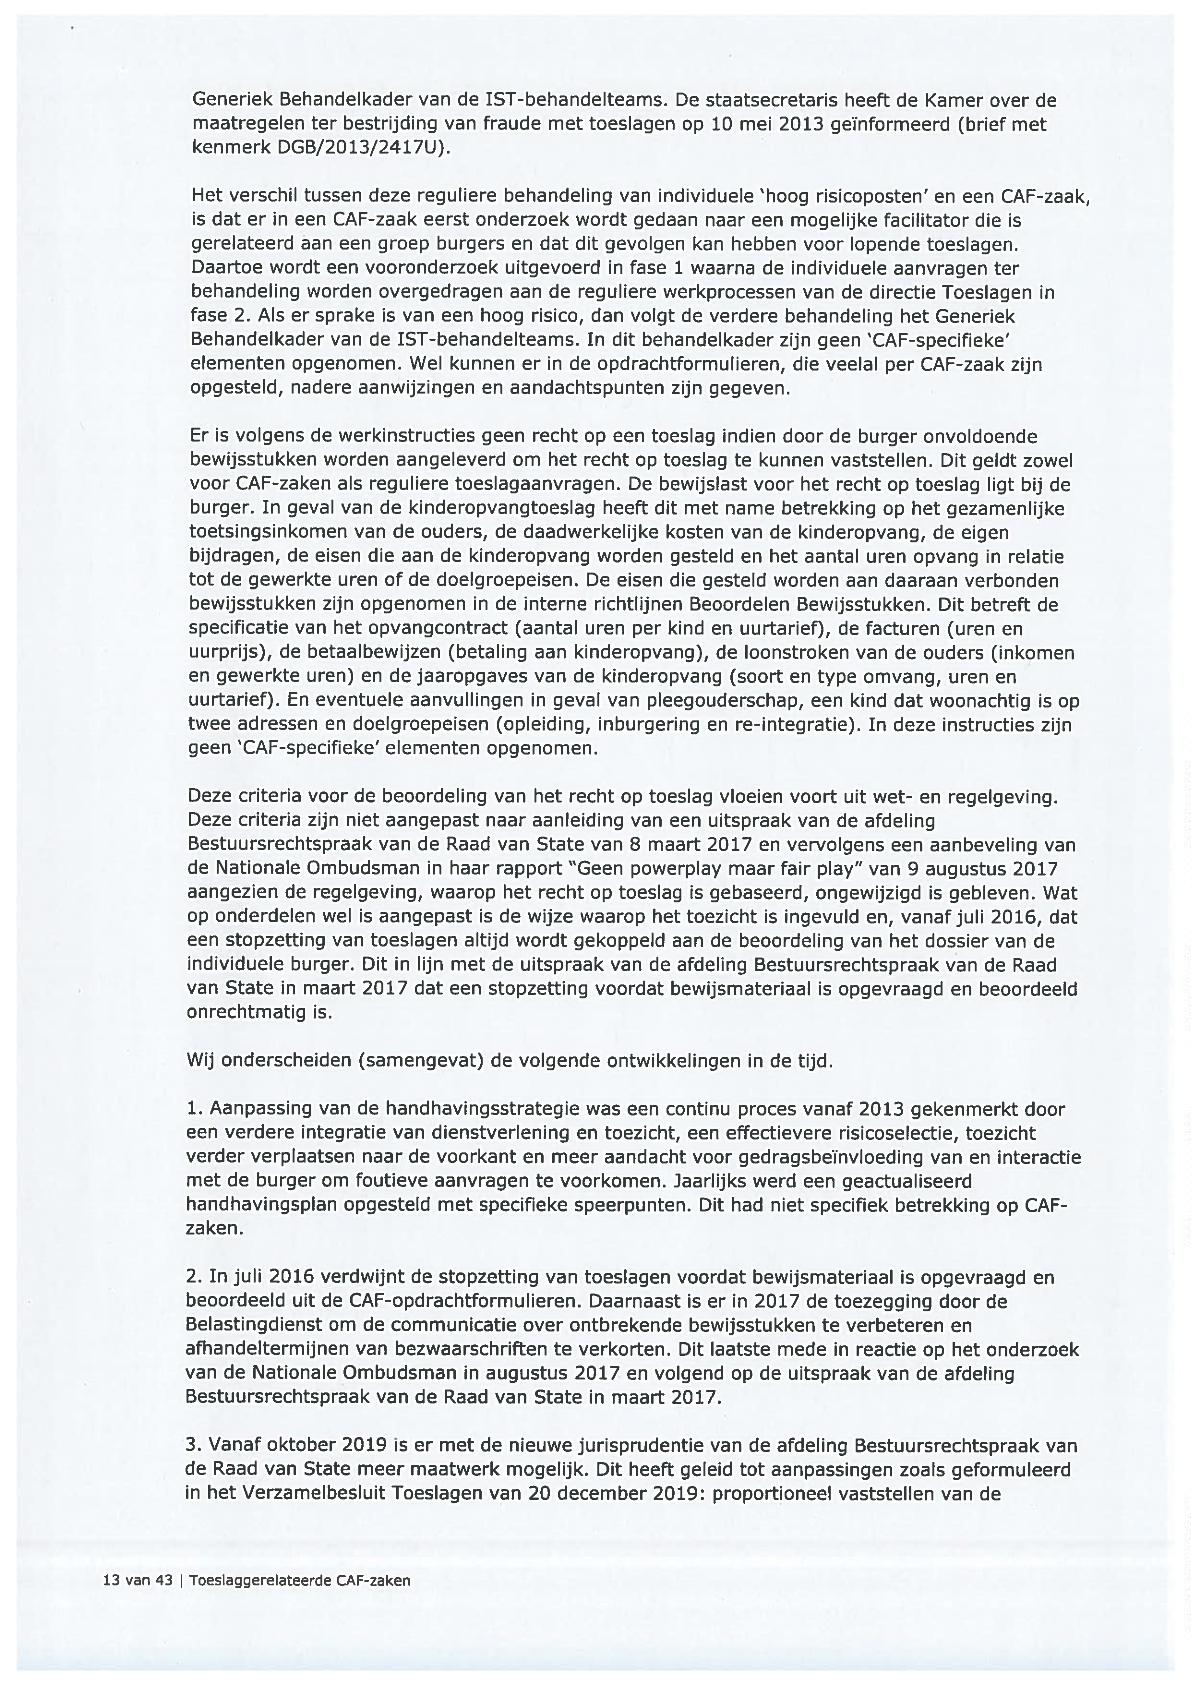 Generiek Behandelkader van de IST-behandelteams. De staatsecretaris heeft de Kamer over de
maatregelen ter bestrijding van fraude met toeslagen op 10 mei 2013 geïnformeerd (brief met
kenmerk DGB/2013/2417U).
Het verschil tussen deze reguliere behandeling van individuele ‘hoog risicoposten’ en een CAF-zaak,
is dat er in een CAF-zaak eerst onderzoek wordt gedaan naar een mogelijke facilitator die is
gerelateerd aan een groep burgers en dat dit gevolgen kan hebben voor lopende toeslagen.
Daartoe wordt een vooronderzoek uitgevoerd in fase 1 waarna de individuele aanvragen ter
behandeling worden overgedragen aan de reguliere werkprocessen van de directie Toeslagen in
fase 2. Als er sprake is van een hoog risico, dan volgt de verdere behandeling het Generiek
Behandelkader van de IST-behandelteams. In dit behandelkader zijn geen ‘CAF-specifieke’
elementen opgenomen. Wel kunnen er in de opdrachtformulieren, die veelal per CAF-zaak zijn
opgesteld, nadere aanwijzingen en aandachtspunten zijn gegeven.
Er is volgens de werkinstructies geen recht op een toeslag indien door de burger onvoldoende
bewijsstukken worden aangeleverd om het recht op toeslag te kunnen vaststellen. Dit geldt zowel
voor CAF-zaken als reguliere toeslagaanvragen. De bewijslast voor het recht op toeslag ligt bij de
burger. In geval van de kinderopvangtoeslag heeft dit met name betrekking op het gezamenlijke
toetsingsinkomen van de ouders, de daadwerkelijke kosten van de kinderopvang, de eigen
bijdragen, de eisen die aan de kinderopvang worden gesteld en het aantal uren opvang in relatie
tot de gewerkte uren of de doelgroepeisen. De eisen die gesteld worden aan daaraan verbonden
bewijsstukken zijn opgenomen in de interne richtlijnen Beoordelen Bewijsstukken. Dit betreft de
specificatie van het opvangcontract (aantal uren per kind en uurtarief), de facturen (uren en
uurprijs), de betaalbewijzen (betaling aan kinderopvang), de loonstroken van de ouders (inkomen
en gewerkte uren) en de jaaropgaves van de kinderopvang (soort en type omvang, uren en
uurtarief). En eventuele aanvullingen in geval van pleegouderschap, een kind dat woonachtig is op
twee adressen en doelgroepeisen (opleiding, inburgering en re-integratie). In deze instructies zijn
geen ‘CAF-specifieke’ elementen opgenomen.
Deze criteria voor de beoordeling van het recht op toeslag vloeien voort uit wet- en regelgeving.
Deze criteria zijn niet aangepast naar aanleiding van een uitspraak van de afdeling
Bestuursrechtspraak van de Raad van State van 8 maart 2017 en vervolgens een aanbeveling van
de Nationale Ombudsman in haar rapport “Geen powerplay maar fair play” van 9 augustus 2017
aangezien de regelgeving, waarop het recht op toeslag is gebaseerd, ongewijzigd is gebleven. Wat
op onderdelen wel is aangepast is de wijze waarop het toezicht is ingevuld en, vanaf juli 2016, dat
een stopzetting van toeslagen altijd wordt gekoppeld aan de beoordeling van het dossier van de
individuele burger. Dit in lijn met de uitspraak van de afdeling Bestuursrechtspraak van de Raad
van State in maart 2017 dat een stopzetting voordat bewijsmateriaal is opgevraagd en beoordeeld
onrechtmatig is.
Wij onderscheiden (samengevat) de volgende ontwikkelingen in de tijd.
1. Aanpassing van de handhavingsstrategie was een continu proces vanaf 2013 gekenmerkt door
een verdere integratie van dienstverlening en toezicht, een effectievere risicoselectie, toezicht
verder verplaatsen naar de voorkant en meer aandacht voor gedragsbeïnvloeding van en interactie
met de burger om foutieve aanvragen te voorkomen. Jaarlijks werd een geactualiseerd
handhavingsplan opgesteld met specifieke speerpunten. Dit had niet specifiek betrekking op CAF-
zaken.
2. In juli 2016 verdwijnt de stopzetting van toeslagen voordat bewijsmateriaal is opgevraagd en
beoordeeld uit de CAF-opdrachtformulieren. Daarnaast is er in 2017 de toezegging door de
Belastingdienst om de communicatie over ontbrekende bewijsstukken te verbeteren en
afhandeltermijnen van bezwaarschriften te verkorten. Dit laatste mede in reactie op het onderzoek
van de Nationale Ombudsman in augustus 2017 en volgend op de uitspraak van de afdeling
Bestuursrechtspraak van de Raad van State in maart 2017.
3. Vanaf oktober 2019 is er met de nieuwe jurisprudentie van de afdeling Bestuursrechtspraak van
de Raad van State meer maatwerk mogelijk. Dit heeft geleid tot aanpassingen zoals geformuleerd
in het Verzamelbesluit Toeslagen van 20 december 2019: proportioneel vaststellen van de
13 van 43 | Toeslaggerelateerde CAF-zaken